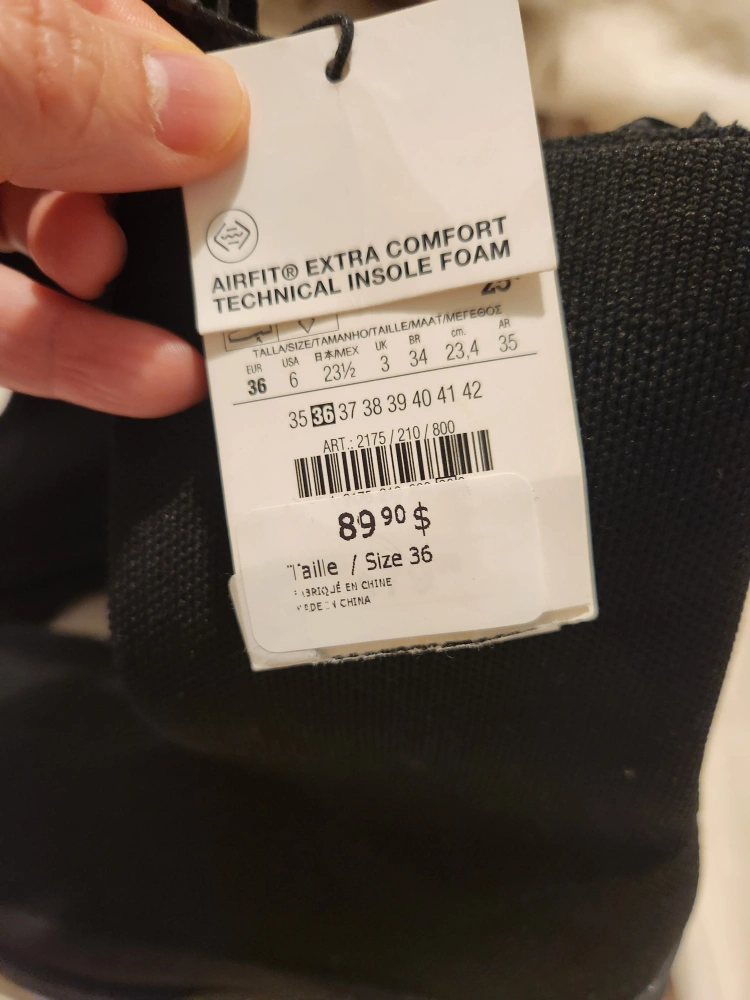 AIRFIT® EXTRA COMFORT
TECHNICAL INSOLE FOAM
TALLA/SIZE/TAMANHO/TAILLE/MAAT/ΜΕΓΕΘΟΣ
EUR USA 日本/MEX UK BR cm. AR
36 6 23½ 3 34 23,4 35
35 36 37 38 39 40 41 42
ART.: 2175 / 210 / 800
89 90 $
Taille / Size 36
FABRIQUÉ EN CHINE
MADE IN CHINA